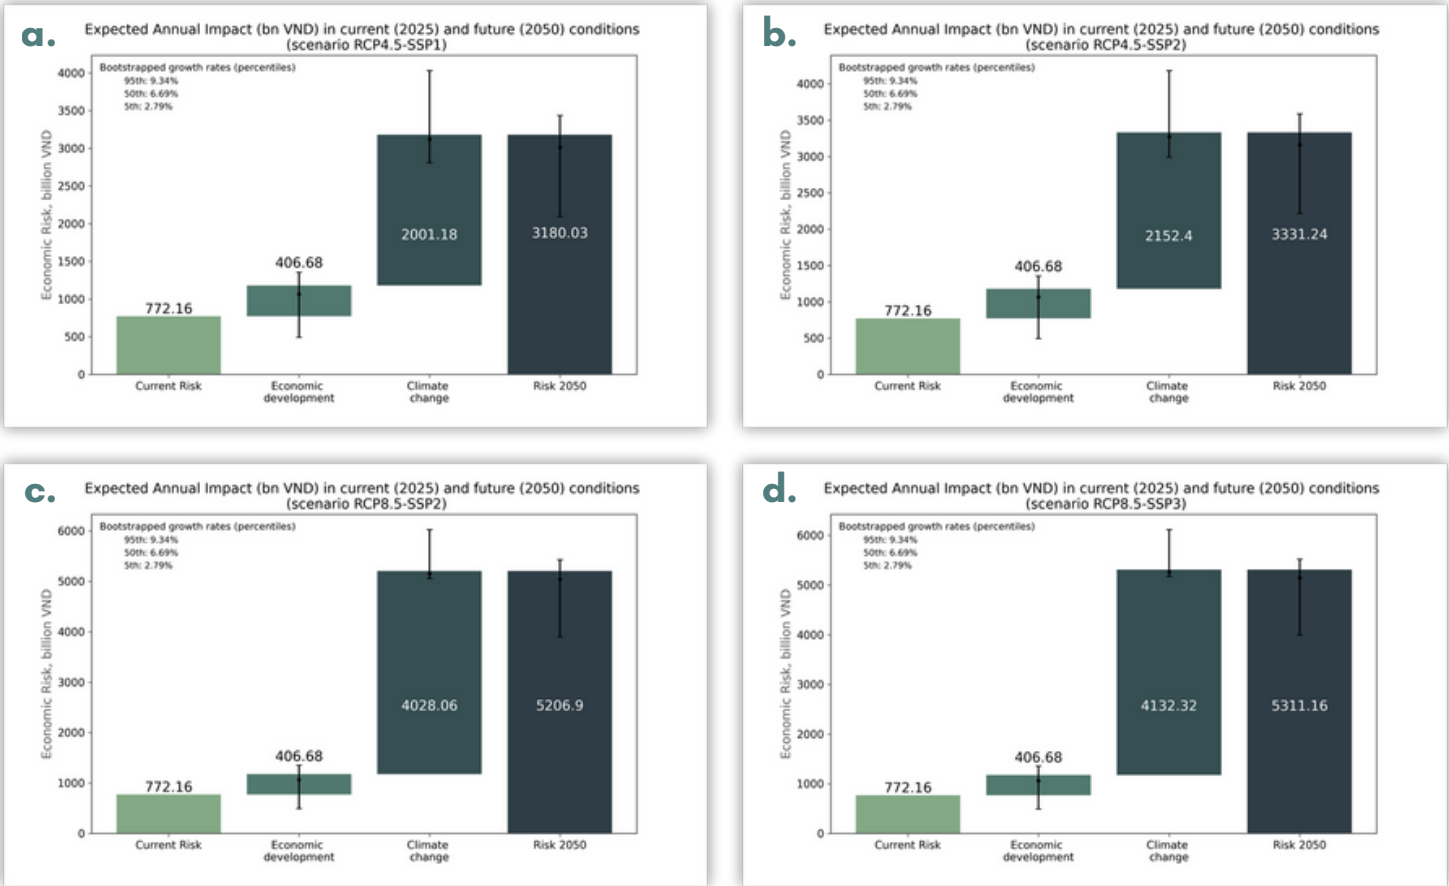 a.
Expected Annual Impact (bn VND) in current (2025) and future (2050) conditions
(scenario RCP4.5-SSP1)
Bootstrapped growth rates (percentiles)
95th: 9.34%
50th: 6.69%
5th: 2.79%
Economic Risk, billion VND
4000
3500
3000
2500
2000
1500
1000
500
0
772.16
406.68
2001.18
3180.03
Current Risk
Economic
development
Climate
change
Risk 2050
b.
Expected Annual Impact (bn VND) in current (2025) and future (2050) conditions
(scenario RCP4.5-SSP2)
Bootstrapped growth rates (percentiles)
95th: 9.34%
50th: 6.69%
5th: 2.79%
Economic Risk, billion VND
4000
3500
3000
2500
2000
1500
1000
500
0
772.16
406.68
2152.4
3331.24
Current Risk
Economic
development
Climate
change
Risk 2050
c.
Expected Annual Impact (bn VND) in current (2025) and future (2050) conditions
(scenario RCP8.5-SSP2)
Bootstrapped growth rates (percentiles)
95th: 9.34%
50th: 6.69%
5th: 2.79%
Economic Risk, billion VND
6000
5000
4000
3000
2000
1000
0
772.16
406.68
4028.06
5206.9
Current Risk
Economic
development
Climate
change
Risk 2050
d.
Expected Annual Impact (bn VND) in current (2025) and future (2050) conditions
(scenario RCP8.5-SSP3)
Bootstrapped growth rates (percentiles)
95th: 9.34%
50th: 6.69%
5th: 2.79%
Economic Risk, billion VND
6000
5000
4000
3000
2000
1000
0
772.16
406.68
4132.32
5311.16
Current Risk
Economic
development
Climate
change
Risk 2050